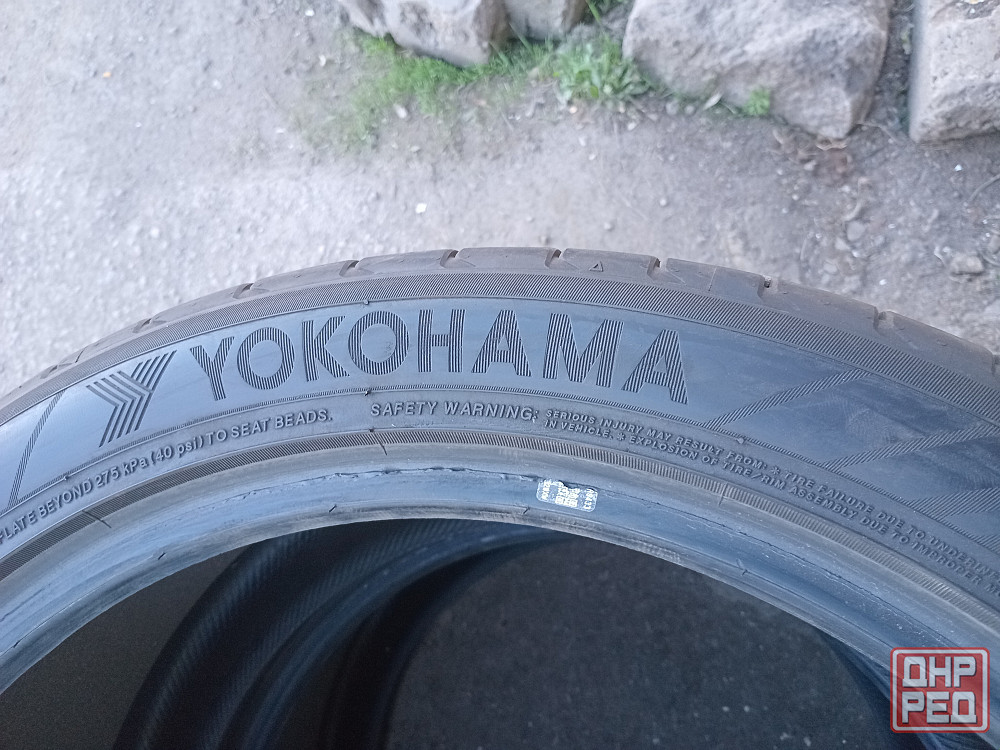 YOKOHAMA
FLATE BEYOND 275 kPa (40 psi) TO SEAT BEADS.
SAFETY WARNING: SERIOUS INJURY MAY RESULT FROM: * TIRE FAILURE DUE TO UNDERIN
IN VEHICLE. * EXPLOSION OF TIRE/RIM ASSEMBLY DUE TO IMPROPER
ДНР
РЕД